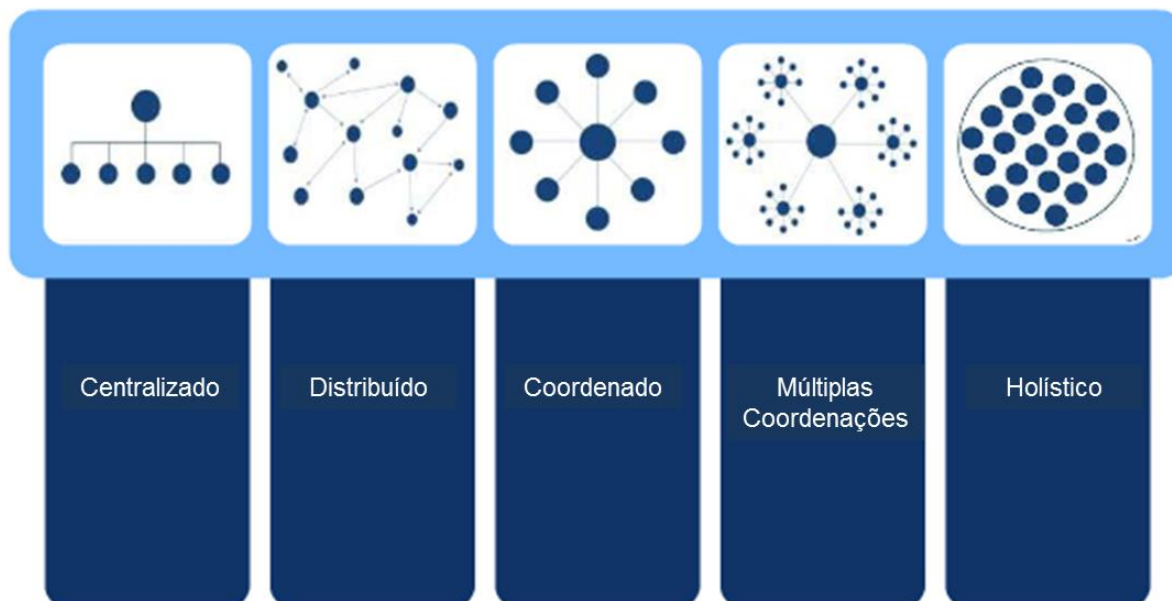 Centralizado
Distribuído
Coordenado
Múltiplas
Coordenações
Holístico